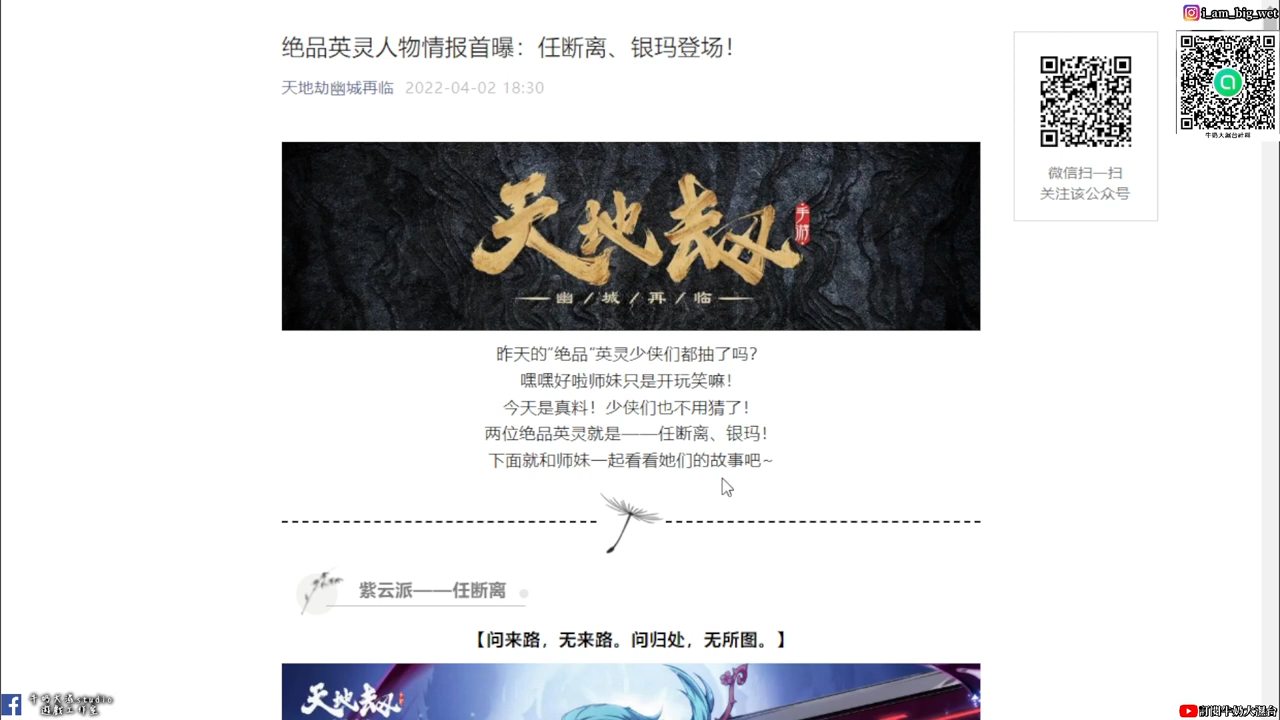 i_am_big_wet
绝品英灵人物情报首曝：任断离、银玛登场！
天地劫幽城再临 2022-04-02 18:30
微信扫一扫
关注该公众号
天地劫
手游
幽/城/再/临
昨天的“绝品”英灵少侠们都抽了吗？
嘿嘿好啦师妹只是开玩笑嘛！
今天是真料！少侠们也不用猜了！
两位绝品英灵就是——任断离、银玛！
下面就和师妹一起看看她们的故事吧~
紫云派——任断离
【问来路，无来路。问归处，无所图。】
天地劫